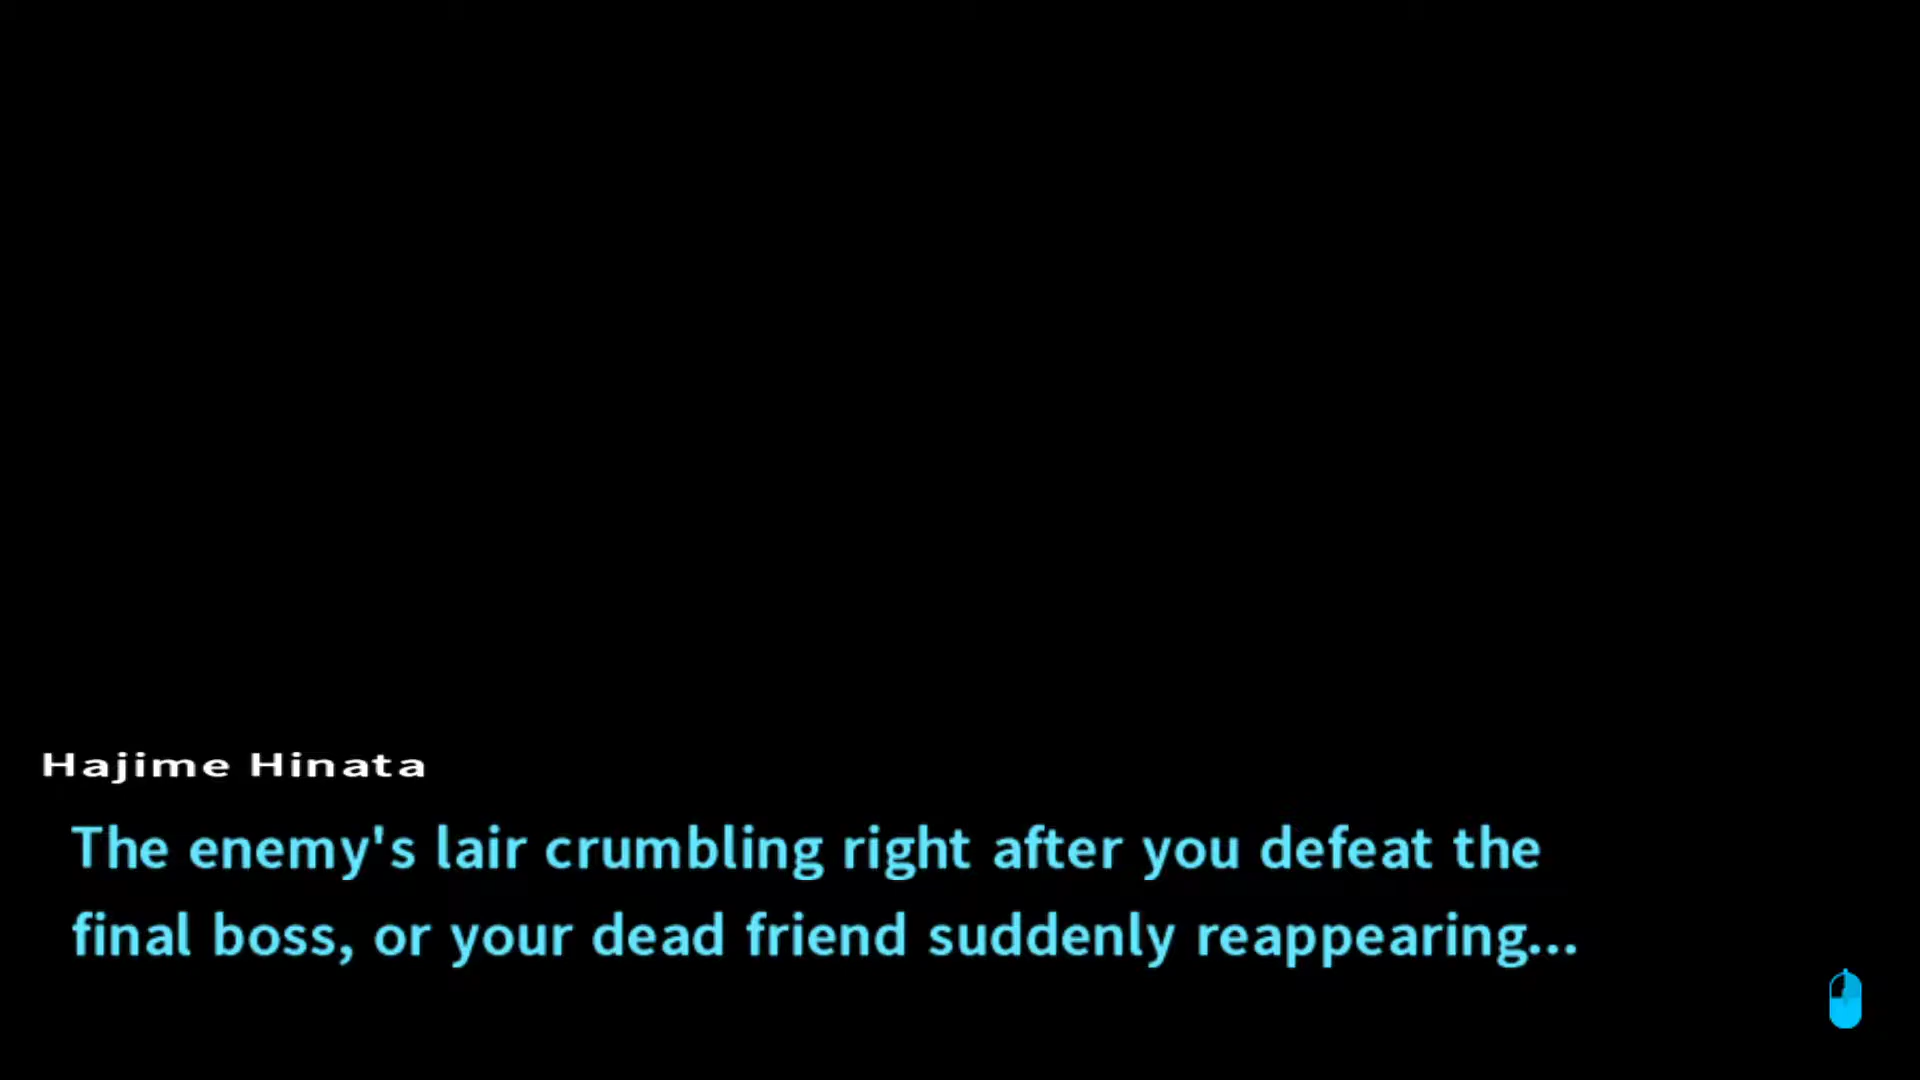 Hajime Hinata
The enemy's lair crumbling right after you defeat the
final boss, or your dead friend suddenly reappearing...